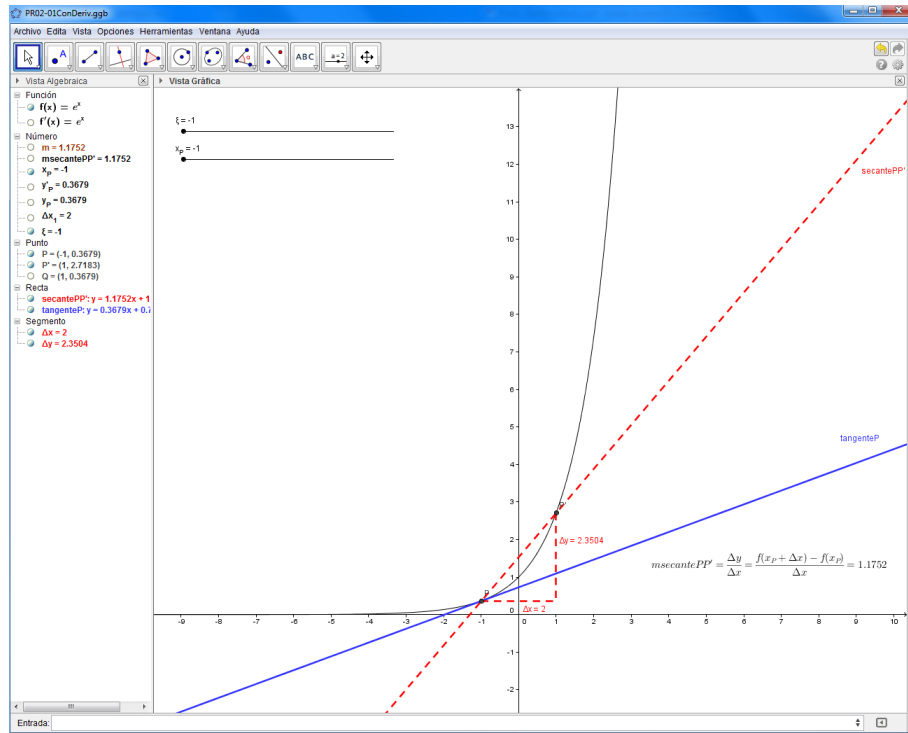 PR02-01ConDeriv.ggb
Archivo Edita Vista Opciones Herramientas Ventana Ayuda
A
α
ABC
a=2
Vista Algebraica
Función
f(x) = eˣ
f'(x) = eˣ
Número
m = 1.1752
msecantePP' = 1.1752
x_P = -1
y'_P = 0.3679
y_P = 0.3679
Δx₁ = 2
ξ = -1
Punto
P = (-1, 0.3679)
P' = (1, 2.7183)
Q = (1, 0.3679)
Recta
secantePP': y = 1.1752x + 1
tangenteP: y = 0.3679x + 0.7
Segmento
Δx = 2
Δy = 2.3504
Vista Gráfica
ξ = -1
x_P = -1
13
12
11
10
9
8
7
6
5
4
3
2
1
0
-1
-2
-9 -8 -7 -6 -5 -4 -3 -2 -1 0 1 2 3 4 5 6 7 8 9 10
secantePP'
tangenteP
P'
Δy = 2.3504
P
Δx = 2
msecantePP' = Δy/Δx = (f(x_P + Δx) − f(x_P))/Δx = 1.1752
Entrada: